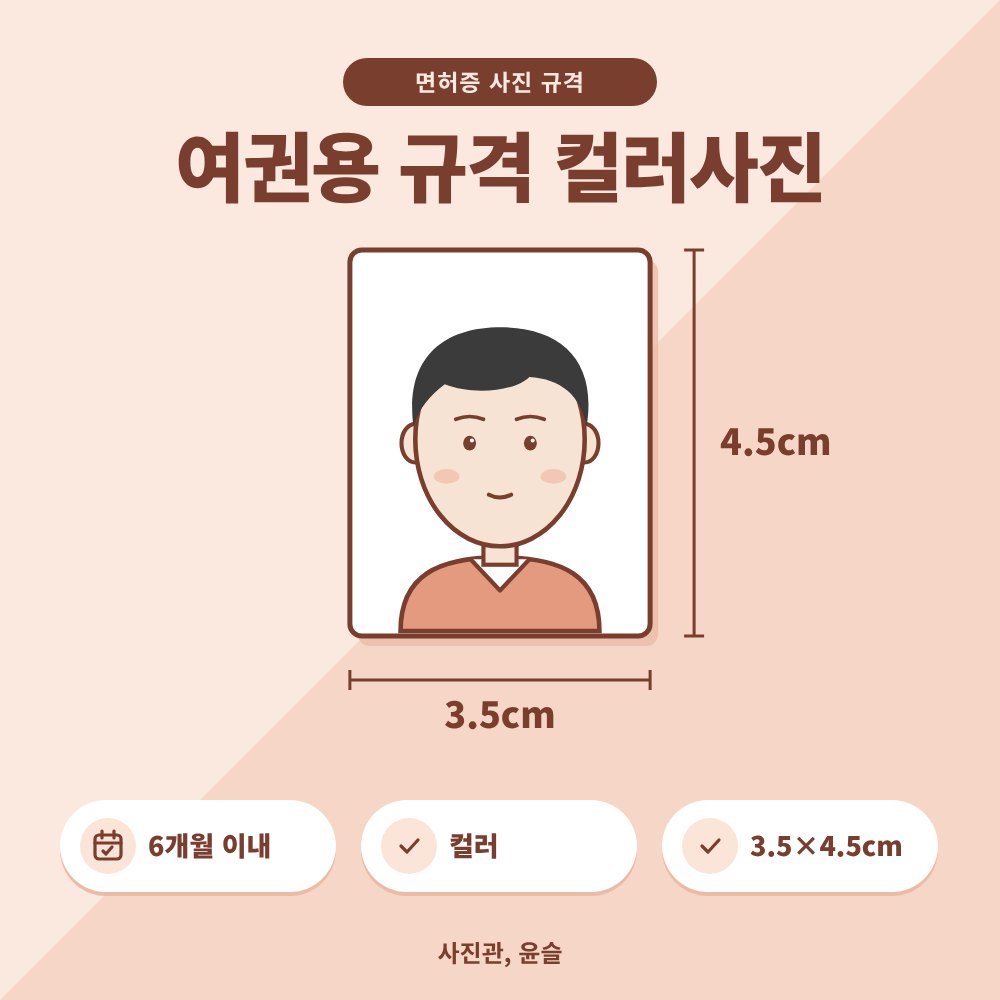 면허증 사진 규격
여권용 규격 컬러사진
4.5cm
3.5cm
6개월 이내
컬러
3.5×4.5cm
사진관, 윤슬